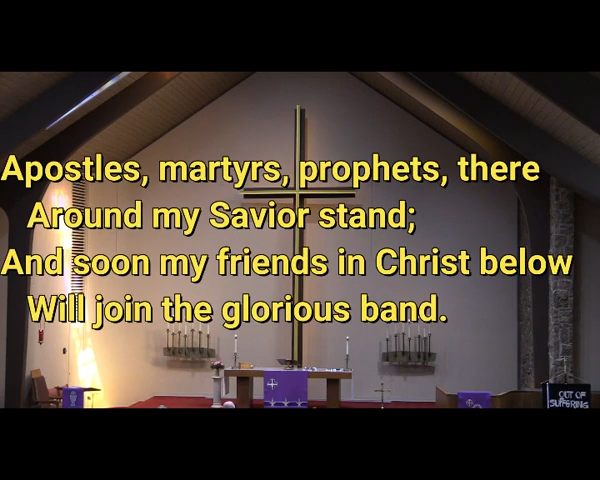 Apostles, martyrs, prophets, there
Around my Savior stand;
And soon my friends in Christ below
Will join the glorious band.
OUT OF
SUFFERING